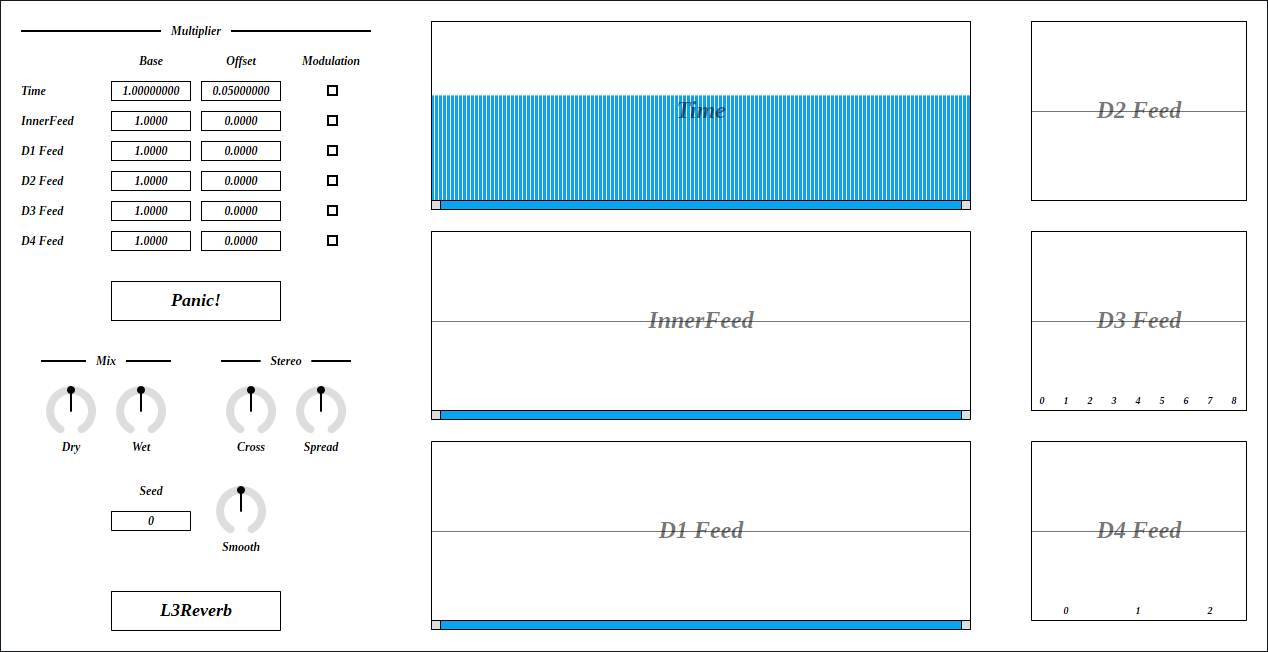 Multiplier
Base Offset Modulation
Time 1.00000000 0.05000000
InnerFeed 1.0000 0.0000
D1 Feed 1.0000 0.0000
D2 Feed 1.0000 0.0000
D3 Feed 1.0000 0.0000
D4 Feed 1.0000 0.0000
Panic!
Mix Stereo
Dry Wet Cross Spread
Seed
0
Smooth
L3Reverb
Time
InnerFeed
D1 Feed
D2 Feed
D3 Feed
0 1 2 3 4 5 6 7 8
D4 Feed
0 1 2